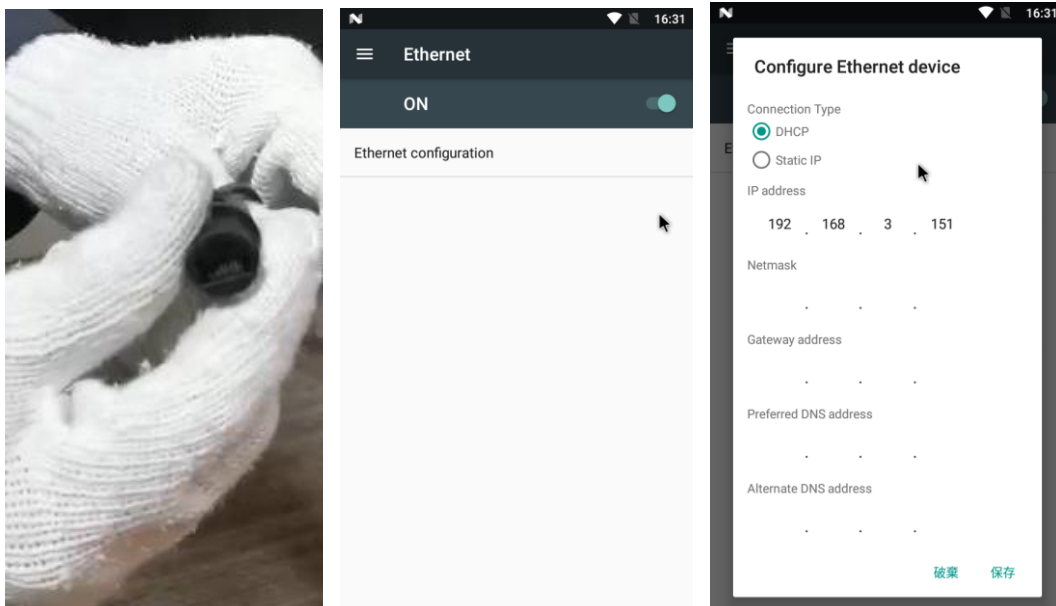 16:31
Ethernet
ON
Ethernet configuration
16:31
Configure Ethernet device
Connection Type
DHCP
Static IP
IP address
192 . 168 . 3 . 151
Netmask
. . .
Gateway address
. . .
Preferred DNS address
. . .
Alternate DNS address
. . .
破棄 保存